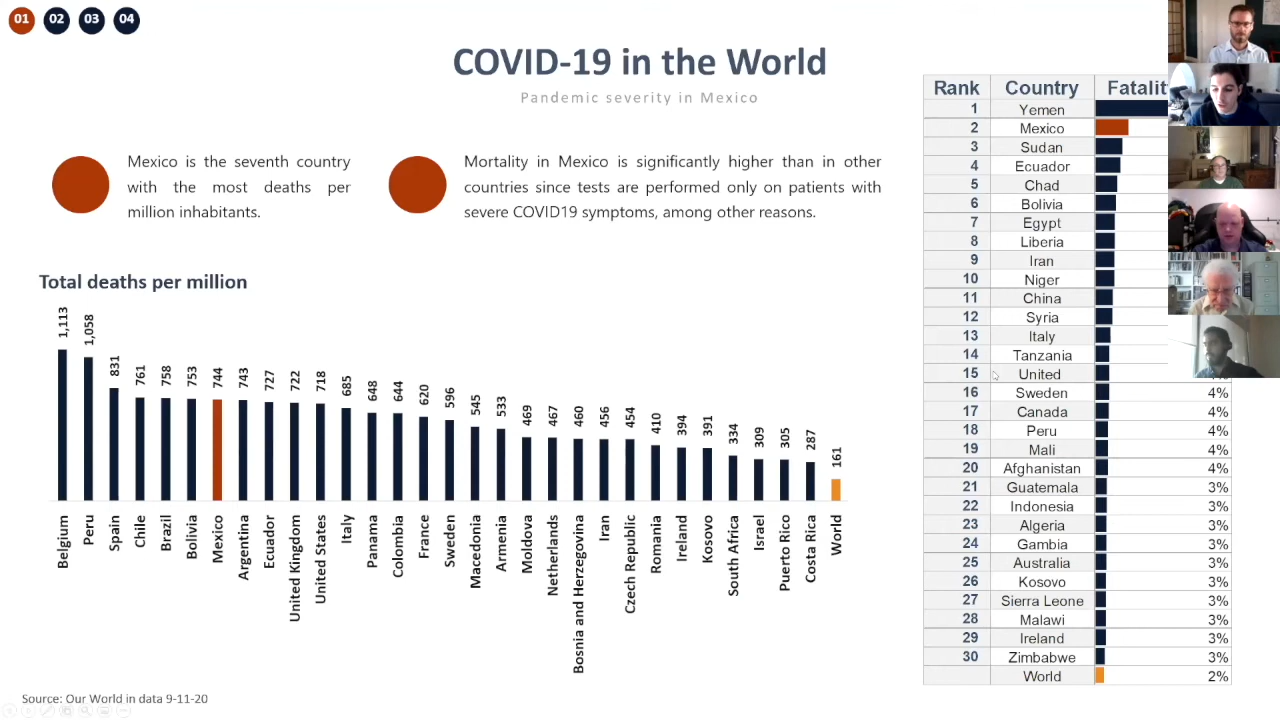 01 02 03 04
COVID-19 in the World
Pandemic severity in Mexico
Mexico is the seventh country
with the most deaths per
million inhabitants.
Mortality in Mexico is significantly higher than in other
countries since tests are performed only on patients with
severe COVID19 symptoms, among other reasons.
Total deaths per million
1,113
1,058
831
761
758
753
744
743
727
722
718
685
648
644
620
596
545
533
469
467
460
456
454
410
394
391
334
309
305
287
161
Belgium
Peru
Spain
Chile
Brazil
Bolivia
Mexico
Argentina
Ecuador
United Kingdom
United States
Italy
Panama
Colombia
France
Sweden
Macedonia
Armenia
Moldova
Netherlands
Bosnia and Herzegovina
Iran
Czech Republic
Romania
Ireland
Kosovo
South Africa
Israel
Puerto Rico
Costa Rica
World
Source: Our World in data 9-11-20
Rank Country
1 Yemen
2 Mexico
3 Sudan
4 Ecuador
5 Chad
6 Bolivia
7 Egypt
8 Liberia
9 Iran
10 Niger
11 China
12 Syria
13 Italy
14 Tanzania
15 United
16 Sweden 4%
17 Canada 4%
18 Peru 4%
19 Mali 4%
20 Afghanistan 4%
21 Guatemala 3%
22 Indonesia 3%
23 Algeria 3%
24 Gambia 3%
25 Australia 3%
26 Kosovo 3%
27 Sierra Leone 3%
28 Malawi 3%
29 Ireland 3%
30 Zimbabwe 3%
World 2%